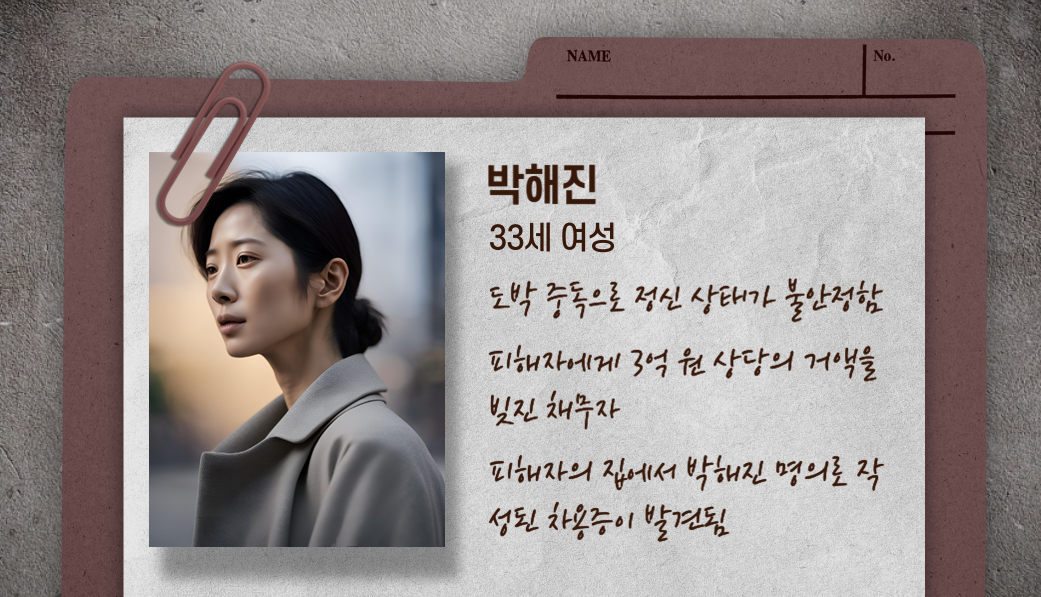 NAME
No.
박해진
33세 여성
도박 중독으로 정신 상태가 불안정함
피해자에게 3억 원 상당의 거액을
빚진 채무자
피해자의 집에서 박해진 명의로 작
성된 차용증이 발견됨